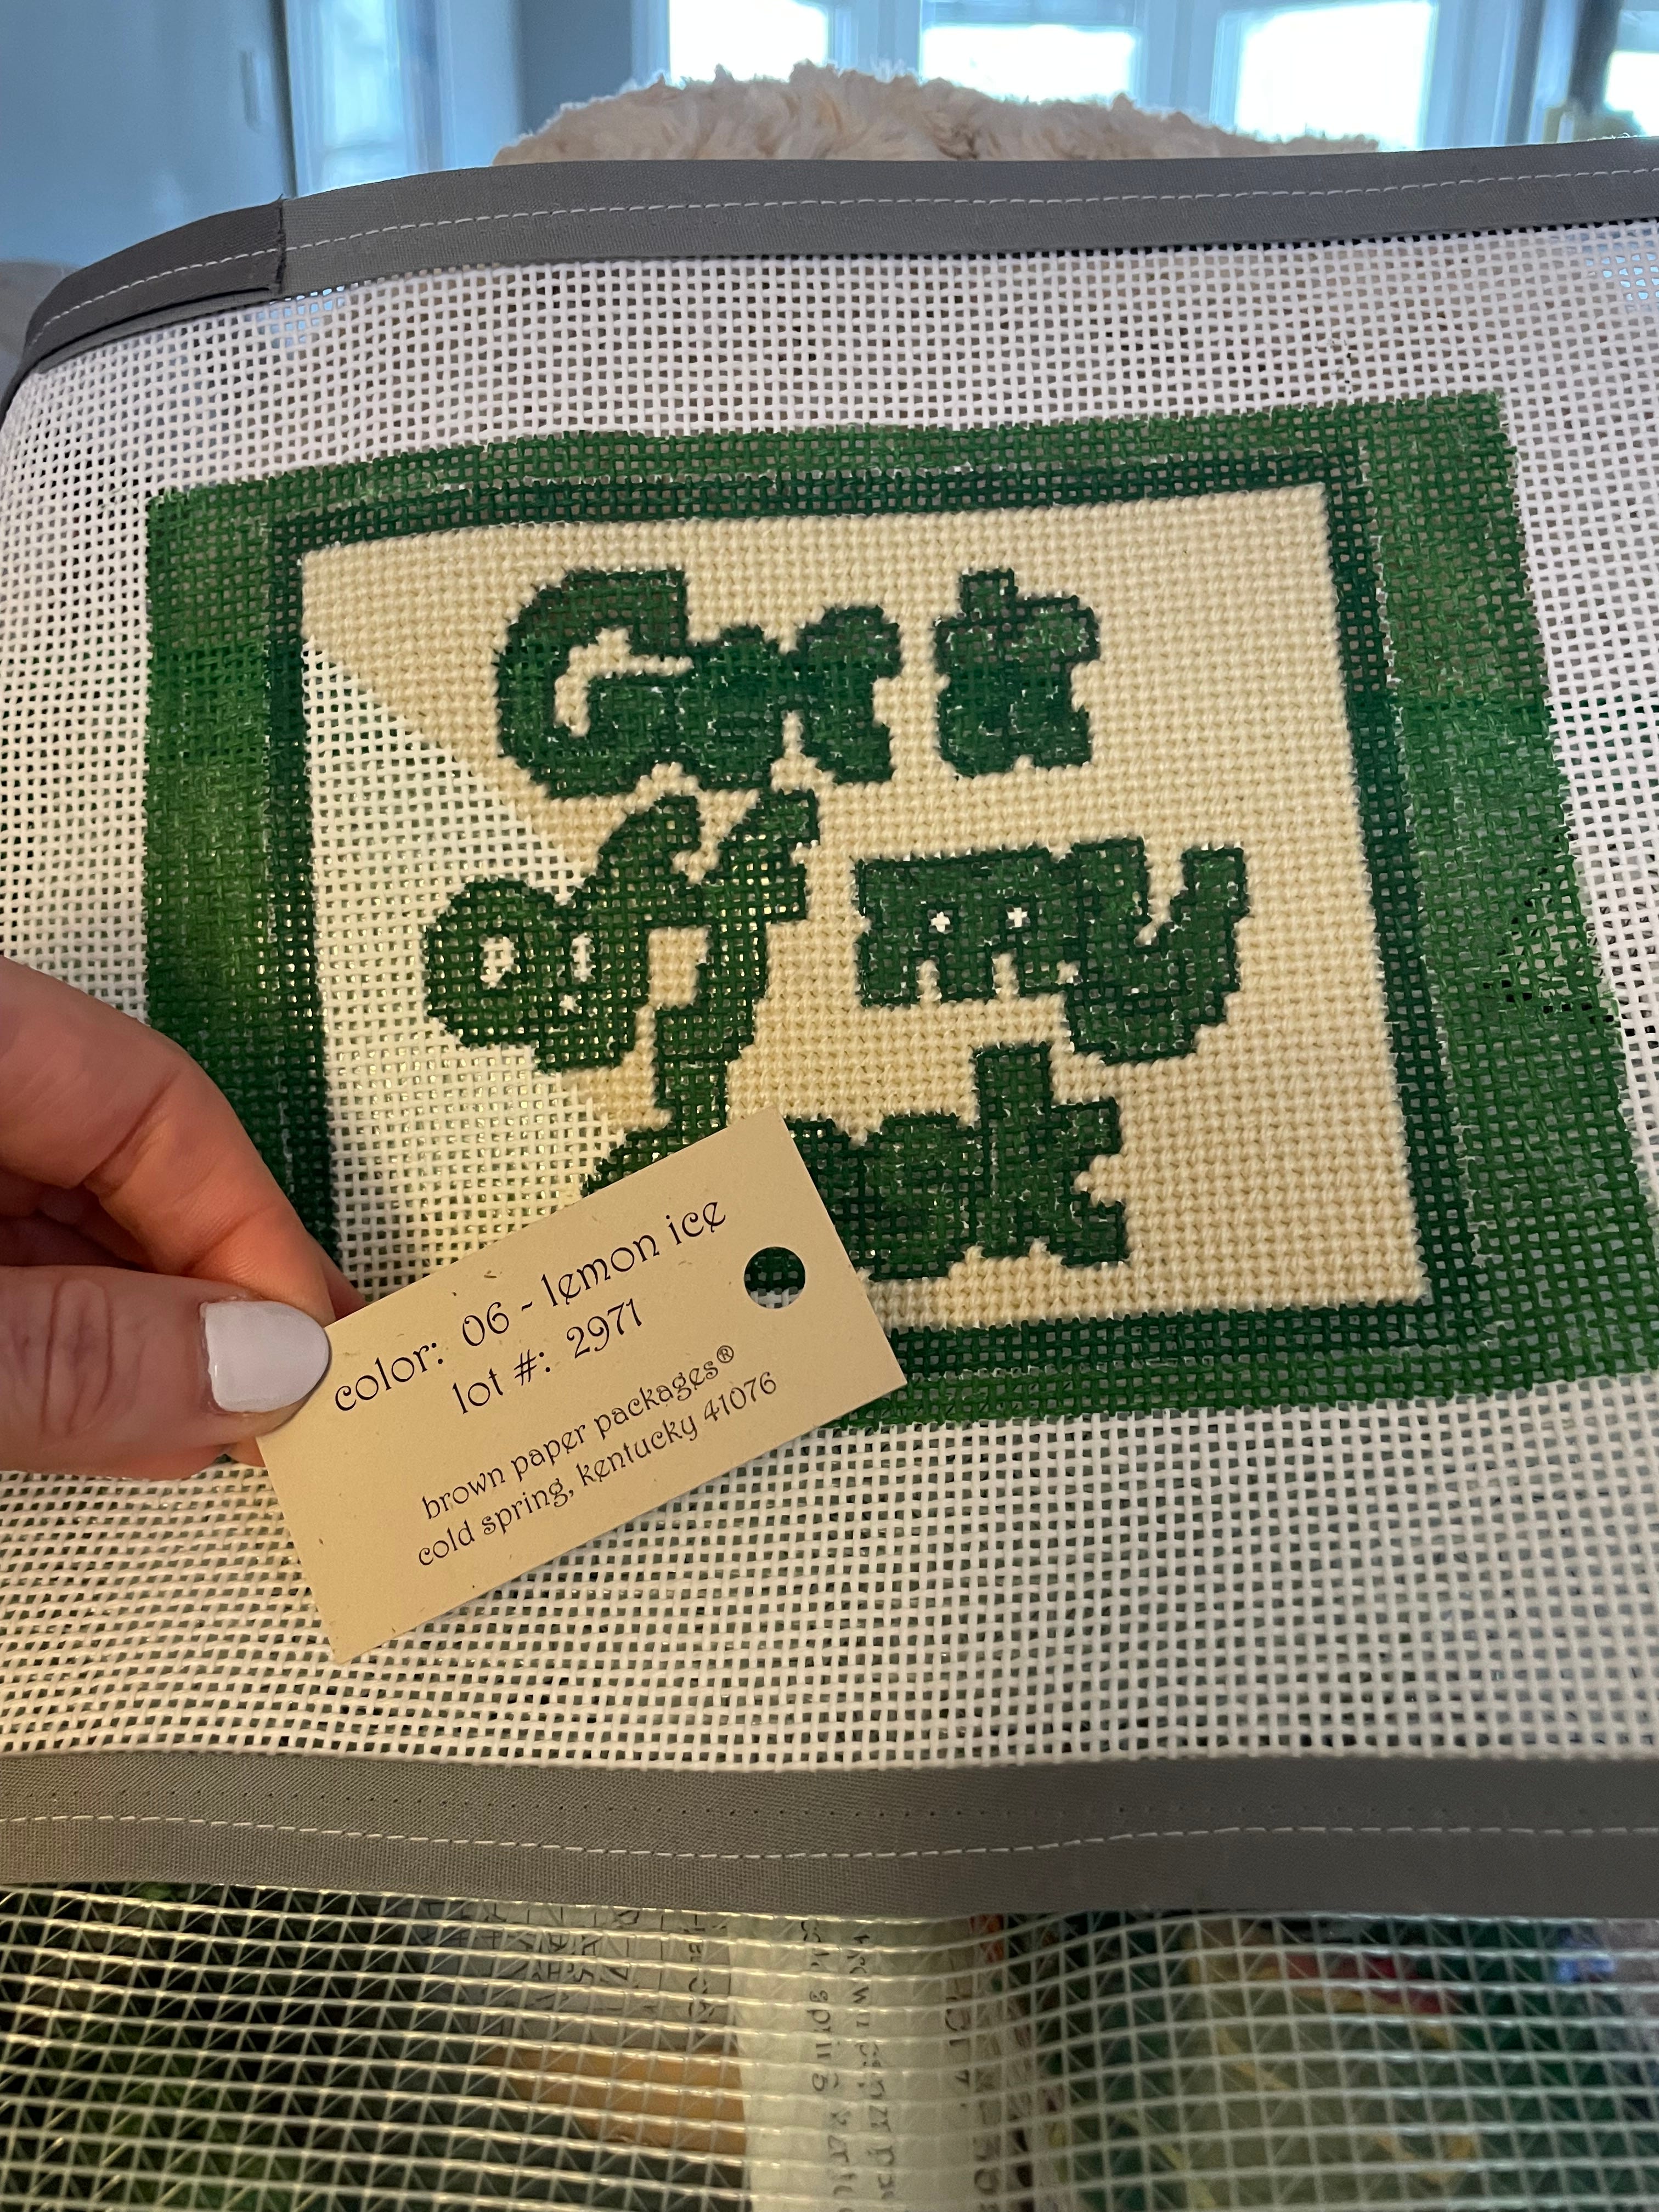 Get
off my
color: 06 ~ lemon ice
lot #: 2971
brown paper packages®
cold spring, kentucky 41076